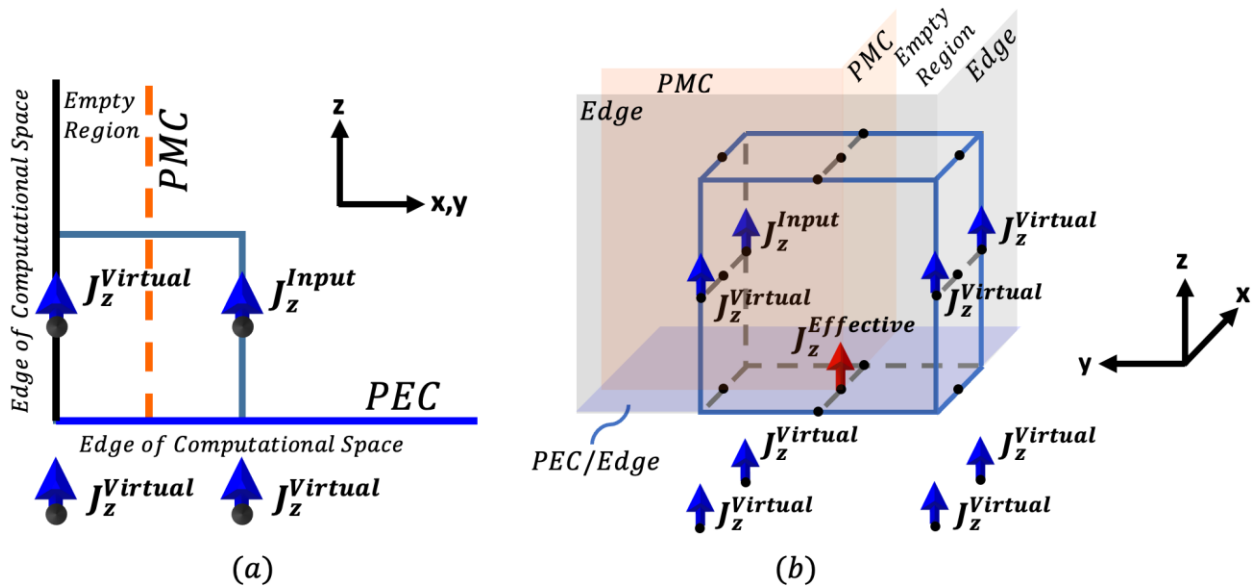 Empty
Region
PMC
Edge of Computational Space
z
x,y
J_z^Virtual
J_z^Input
PEC
Edge of Computational Space
J_z^Virtual
J_z^Virtual
(a)
PMC
Edge
PMC
Empty
Region
Edge
J_z^Input
J_z^Virtual
J_z^Virtual
J_z^Virtual
J_z^Effective
PEC/Edge
J_z^Virtual
J_z^Virtual
J_z^Virtual
J_z^Virtual
z
x
y
(b)